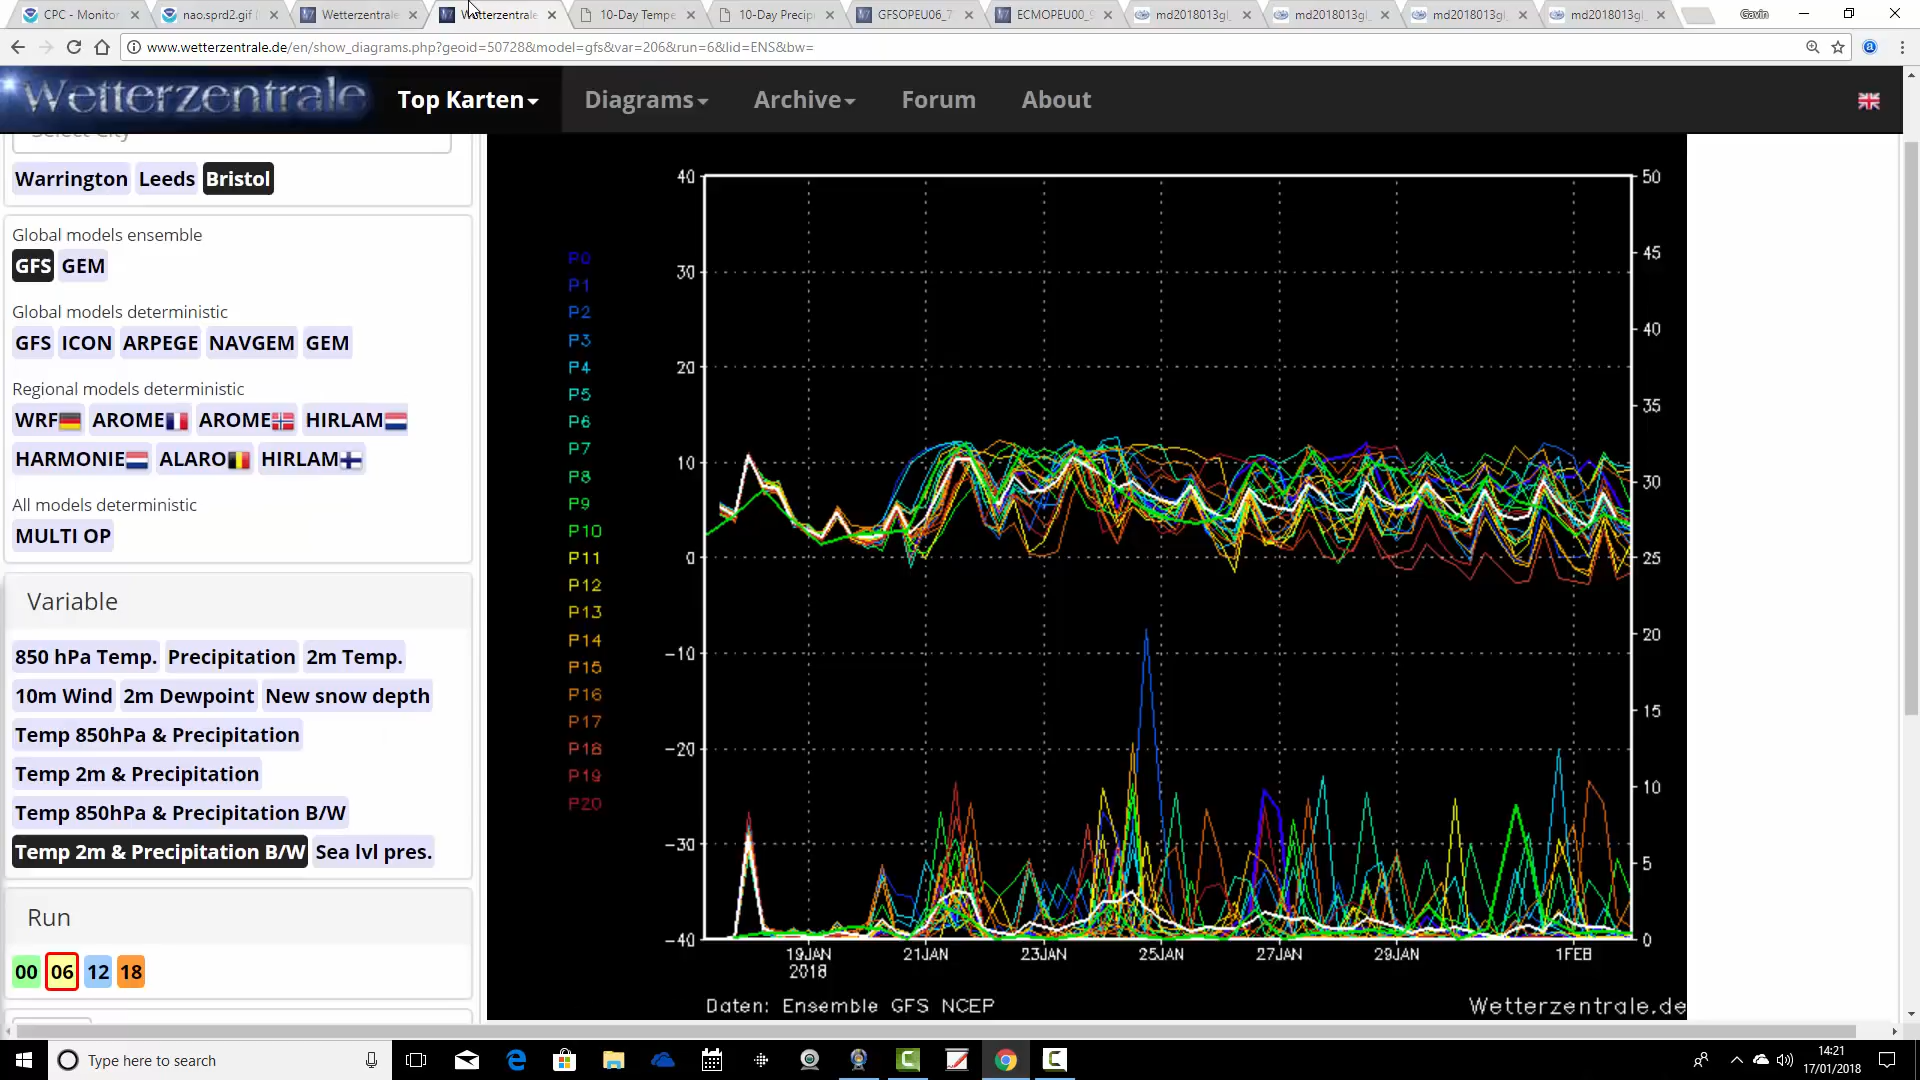 CPC - Monitor
nao.sprd2.gif
Wetterzentrale
Wetterzentrale
10-Day Tempe
10-Day Precip
GFSOPEU06_7
ECMOPEU00_9
md2018013gl
md2018013gl
md2018013gl
md2018013gl
Gavin
www.wetterzentrale.de/en/show_diagrams.php?geoid=50728&model=gfs&var=206&run=6&lid=ENS&bw=
Wetterzentrale
Top Karten
Diagrams
Archive
Forum
About
Select City
Warrington Leeds Bristol
Global models ensemble
GFS GEM
Global models deterministic
GFS ICON ARPEGE NAVGEM GEM
Regional models deterministic
WRF AROME AROME HIRLAM
HARMONIE ALARO HIRLAM
All models deterministic
MULTI OP
Variable
850 hPa Temp. Precipitation 2m Temp.
10m Wind 2m Dewpoint New snow depth
Temp 850hPa & Precipitation
Temp 2m & Precipitation
Temp 850hPa & Precipitation B/W
Temp 2m & Precipitation B/W Sea lvl pres.
Run
00 06 12 18
P0
P1
P2
P3
P4
P5
P6
P7
P8
P9
P10
P11
P12
P13
P14
P15
P16
P17
P18
P19
P20
40
30
20
10
0
-10
-20
-30
-40
50
45
40
35
30
25
20
15
10
5
0
19JAN 21JAN 23JAN 25JAN 27JAN 29JAN 1FEB
2018
Daten: Ensemble GFS NCEP
Wetterzentrale.de
Type here to search
14:21
17/01/2018